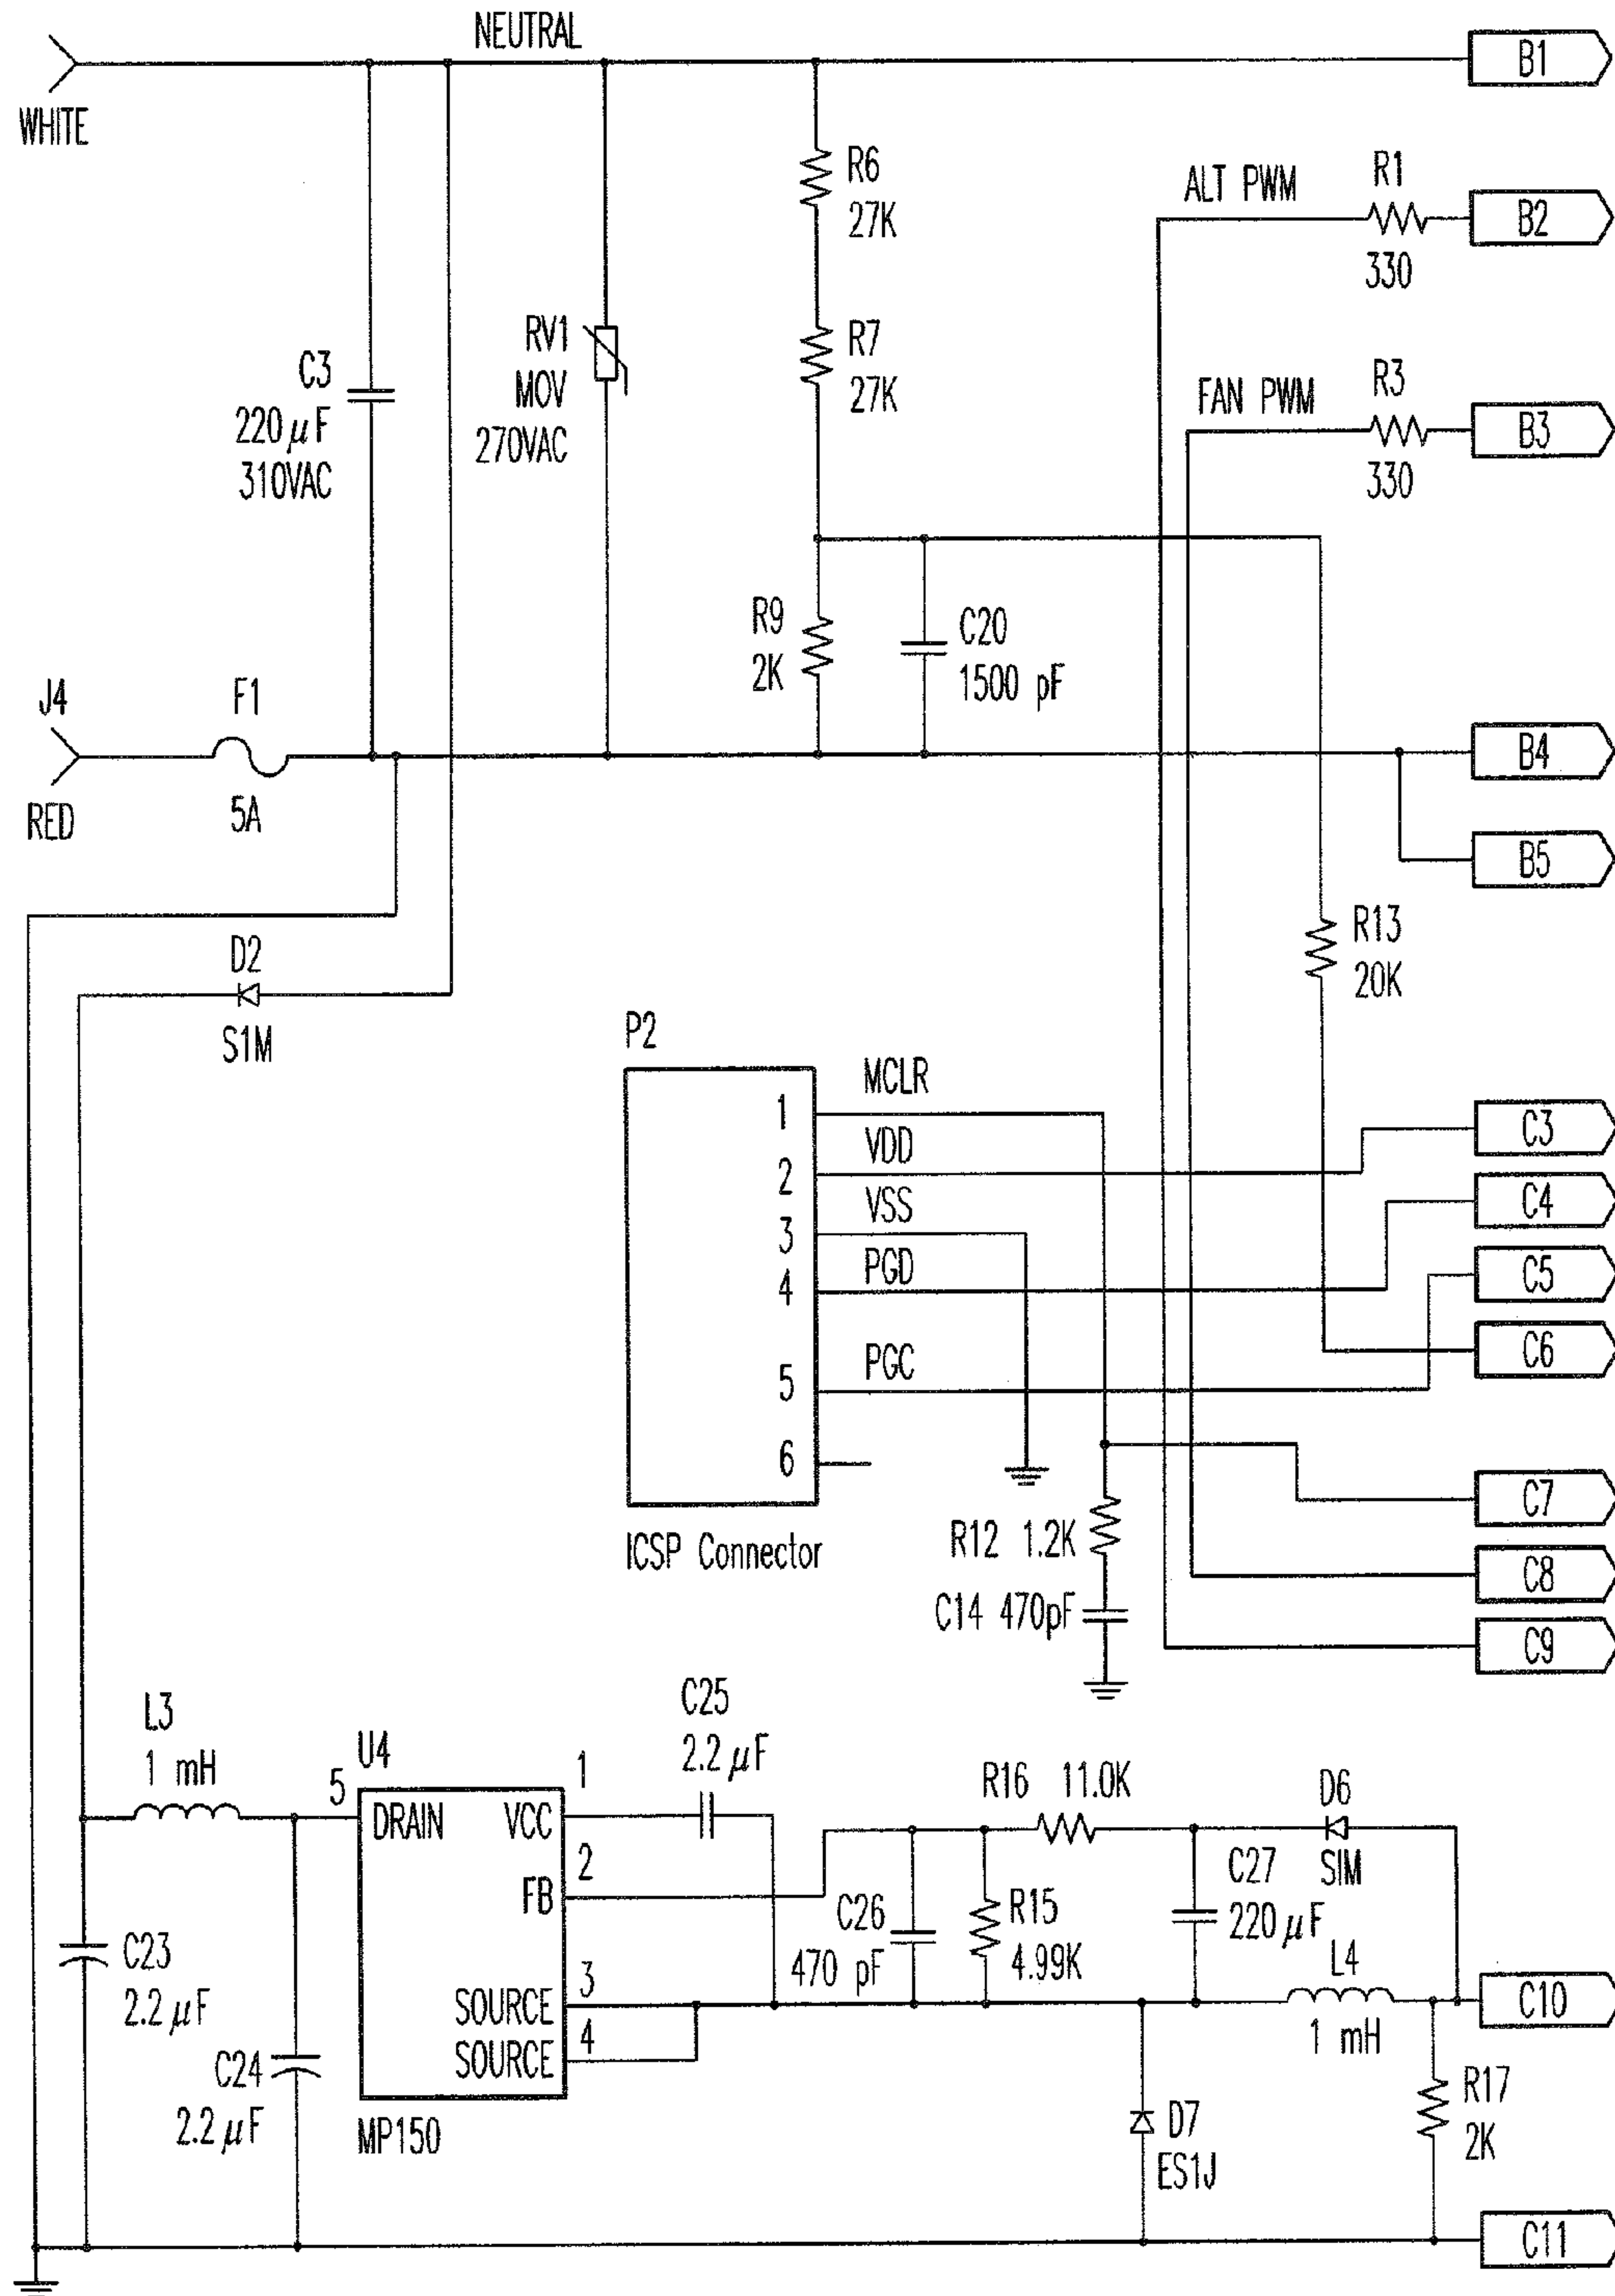 NEUTRAL
WHITE
B1
R6
27K
ALT PWM
R1
330
B2
RV1
MOV
270VAC
R7
27K
C3
220 μF
310VAC
FAN PWM
R3
330
B3
R9
2K
C20
1500 pF
J4
RED
F1
5A
B4
B5
D2
S1M
R13
20K
P2
1
MCLR
2
VDD
3
VSS
4
PGD
5
PGC
6
ICSP Connector
C3
C4
C5
C6
C7
C8
C9
R12 1.2K
C14 470pF
L3
1 mH
U4
5
DRAIN
VCC
1
FB
2
SOURCE
3
SOURCE
4
MP150
C25
2.2 μF
R16 11.0K
D6
SIM
C26
470 pF
R15
4.99K
C27
220 μF
L4
1 mH
C10
C23
2.2 μF
C24
2.2 μF
D7
ES1J
R17
2K
C11